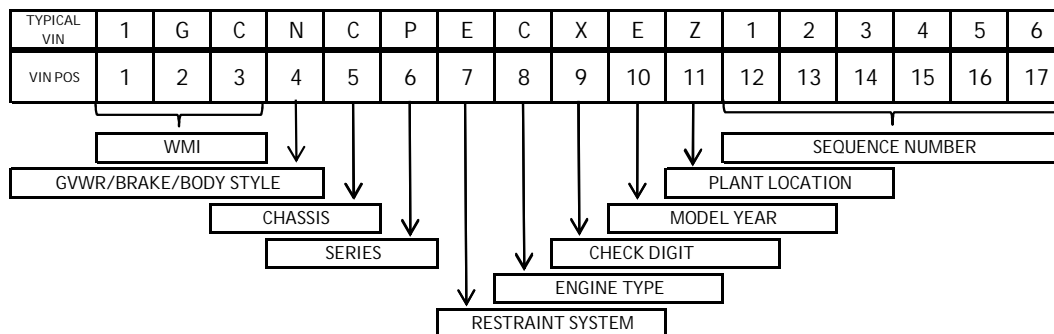 TYPICAL VIN 1 G C N C P E C X E Z 1 2 3 4 5 6
VIN POS 1 2 3 4 5 6 7 8 9 10 11 12 13 14 15 16 17
WMI SEQUENCE NUMBER
GVWR/BRAKE/BODY STYLE PLANT LOCATION
CHASSIS MODEL YEAR
SERIES CHECK DIGIT
ENGINE TYPE
RESTRAINT SYSTEM